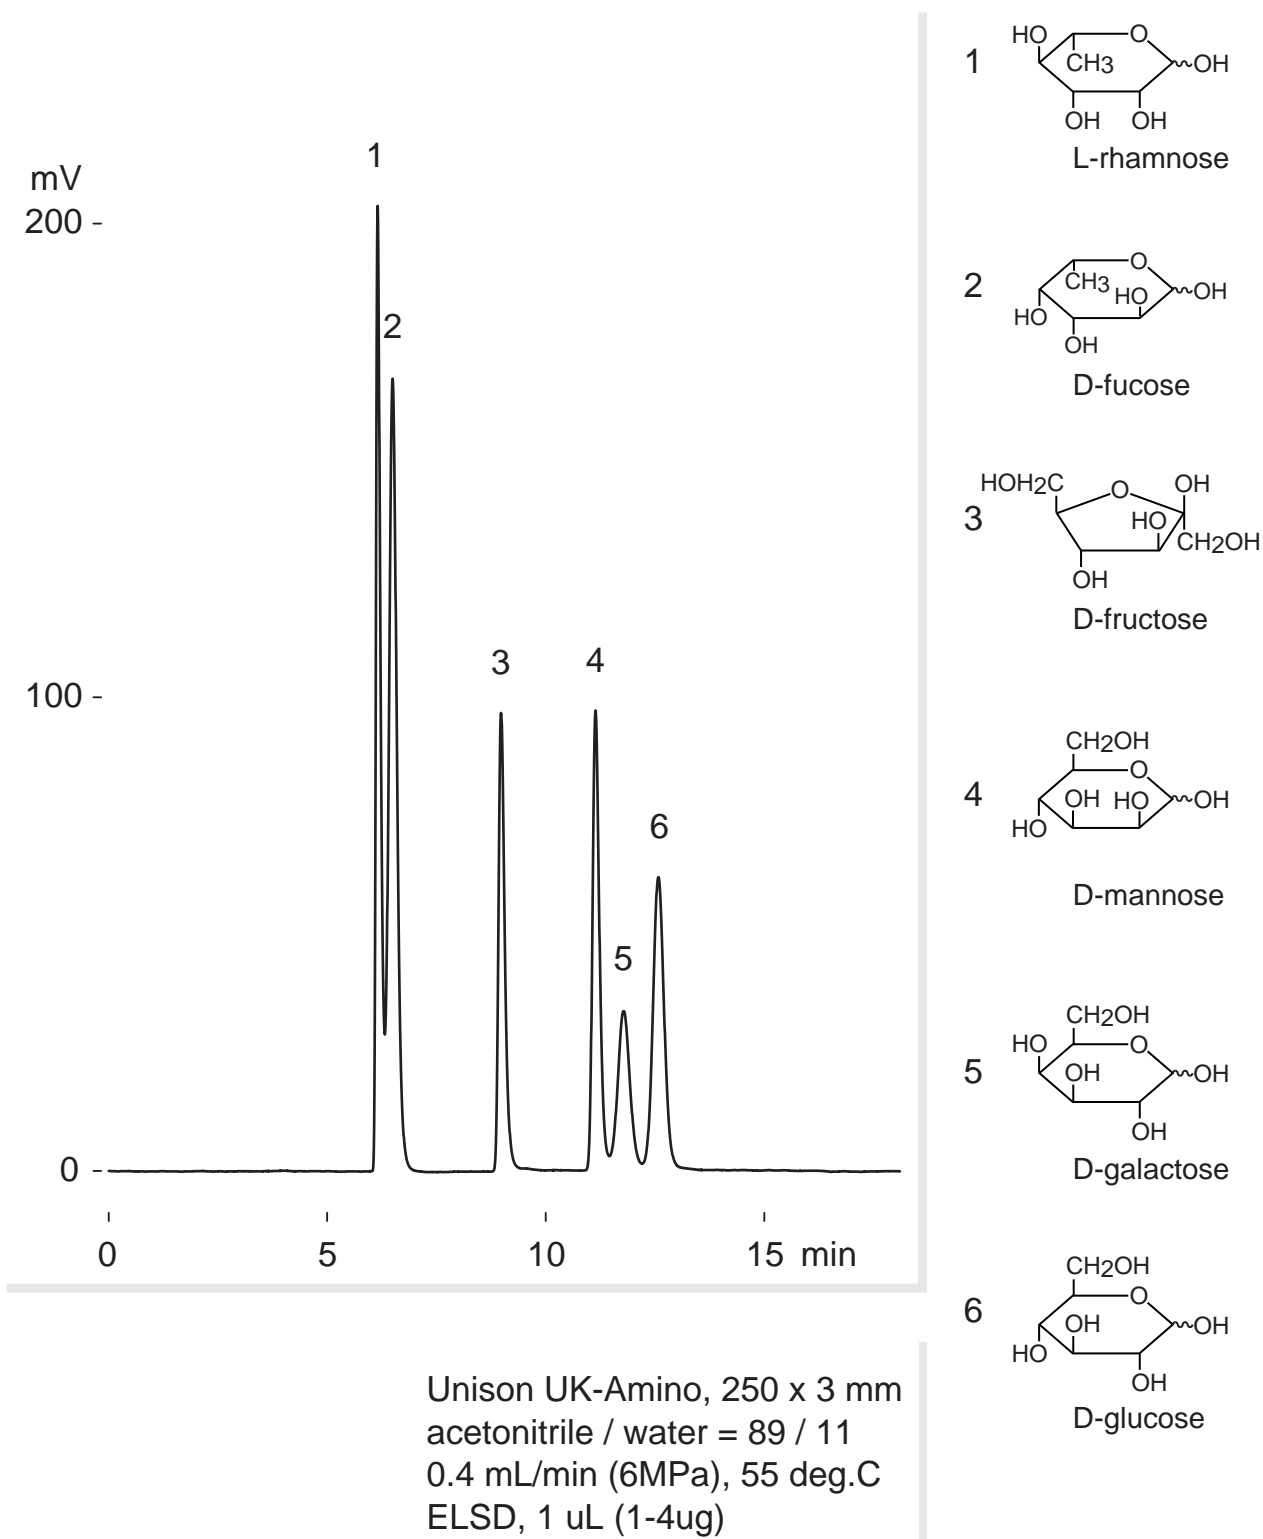 mV
200
100
0
1
2
3
4
5
6
0 5 10 15 min
1
HO O
CH3 OH
OH OH
L-rhamnose
2
O
CH3 HO OH
HO
OH
D-fucose
3
HOH2C O OH
HO
CH2OH
OH
D-fructose
4
CH2OH
O
OH HO OH
HO
D-mannose
5
CH2OH
HO O
OH OH
OH
D-galactose
6
CH2OH
O
OH OH
HO
OH
D-glucose
Unison UK-Amino, 250 x 3 mm
acetonitrile / water = 89 / 11
0.4 mL/min (6MPa), 55 deg.C
ELSD, 1 uL (1-4ug)